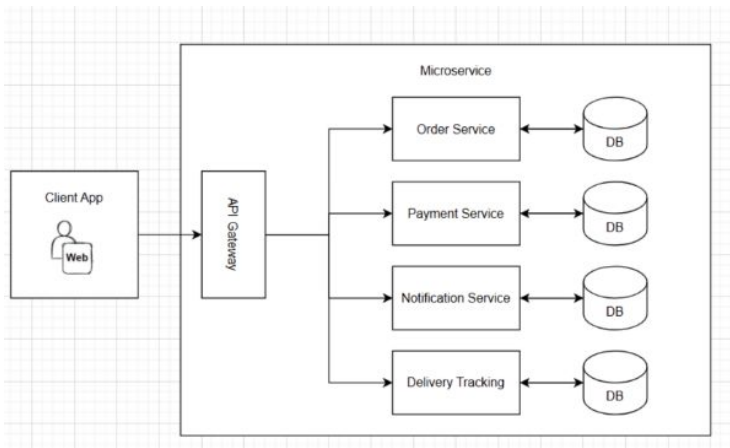 Microservice
Order Service
DB
Client App
Web
API Gateway
Payment Service
DB
Notification Service
DB
Delivery Tracking
DB